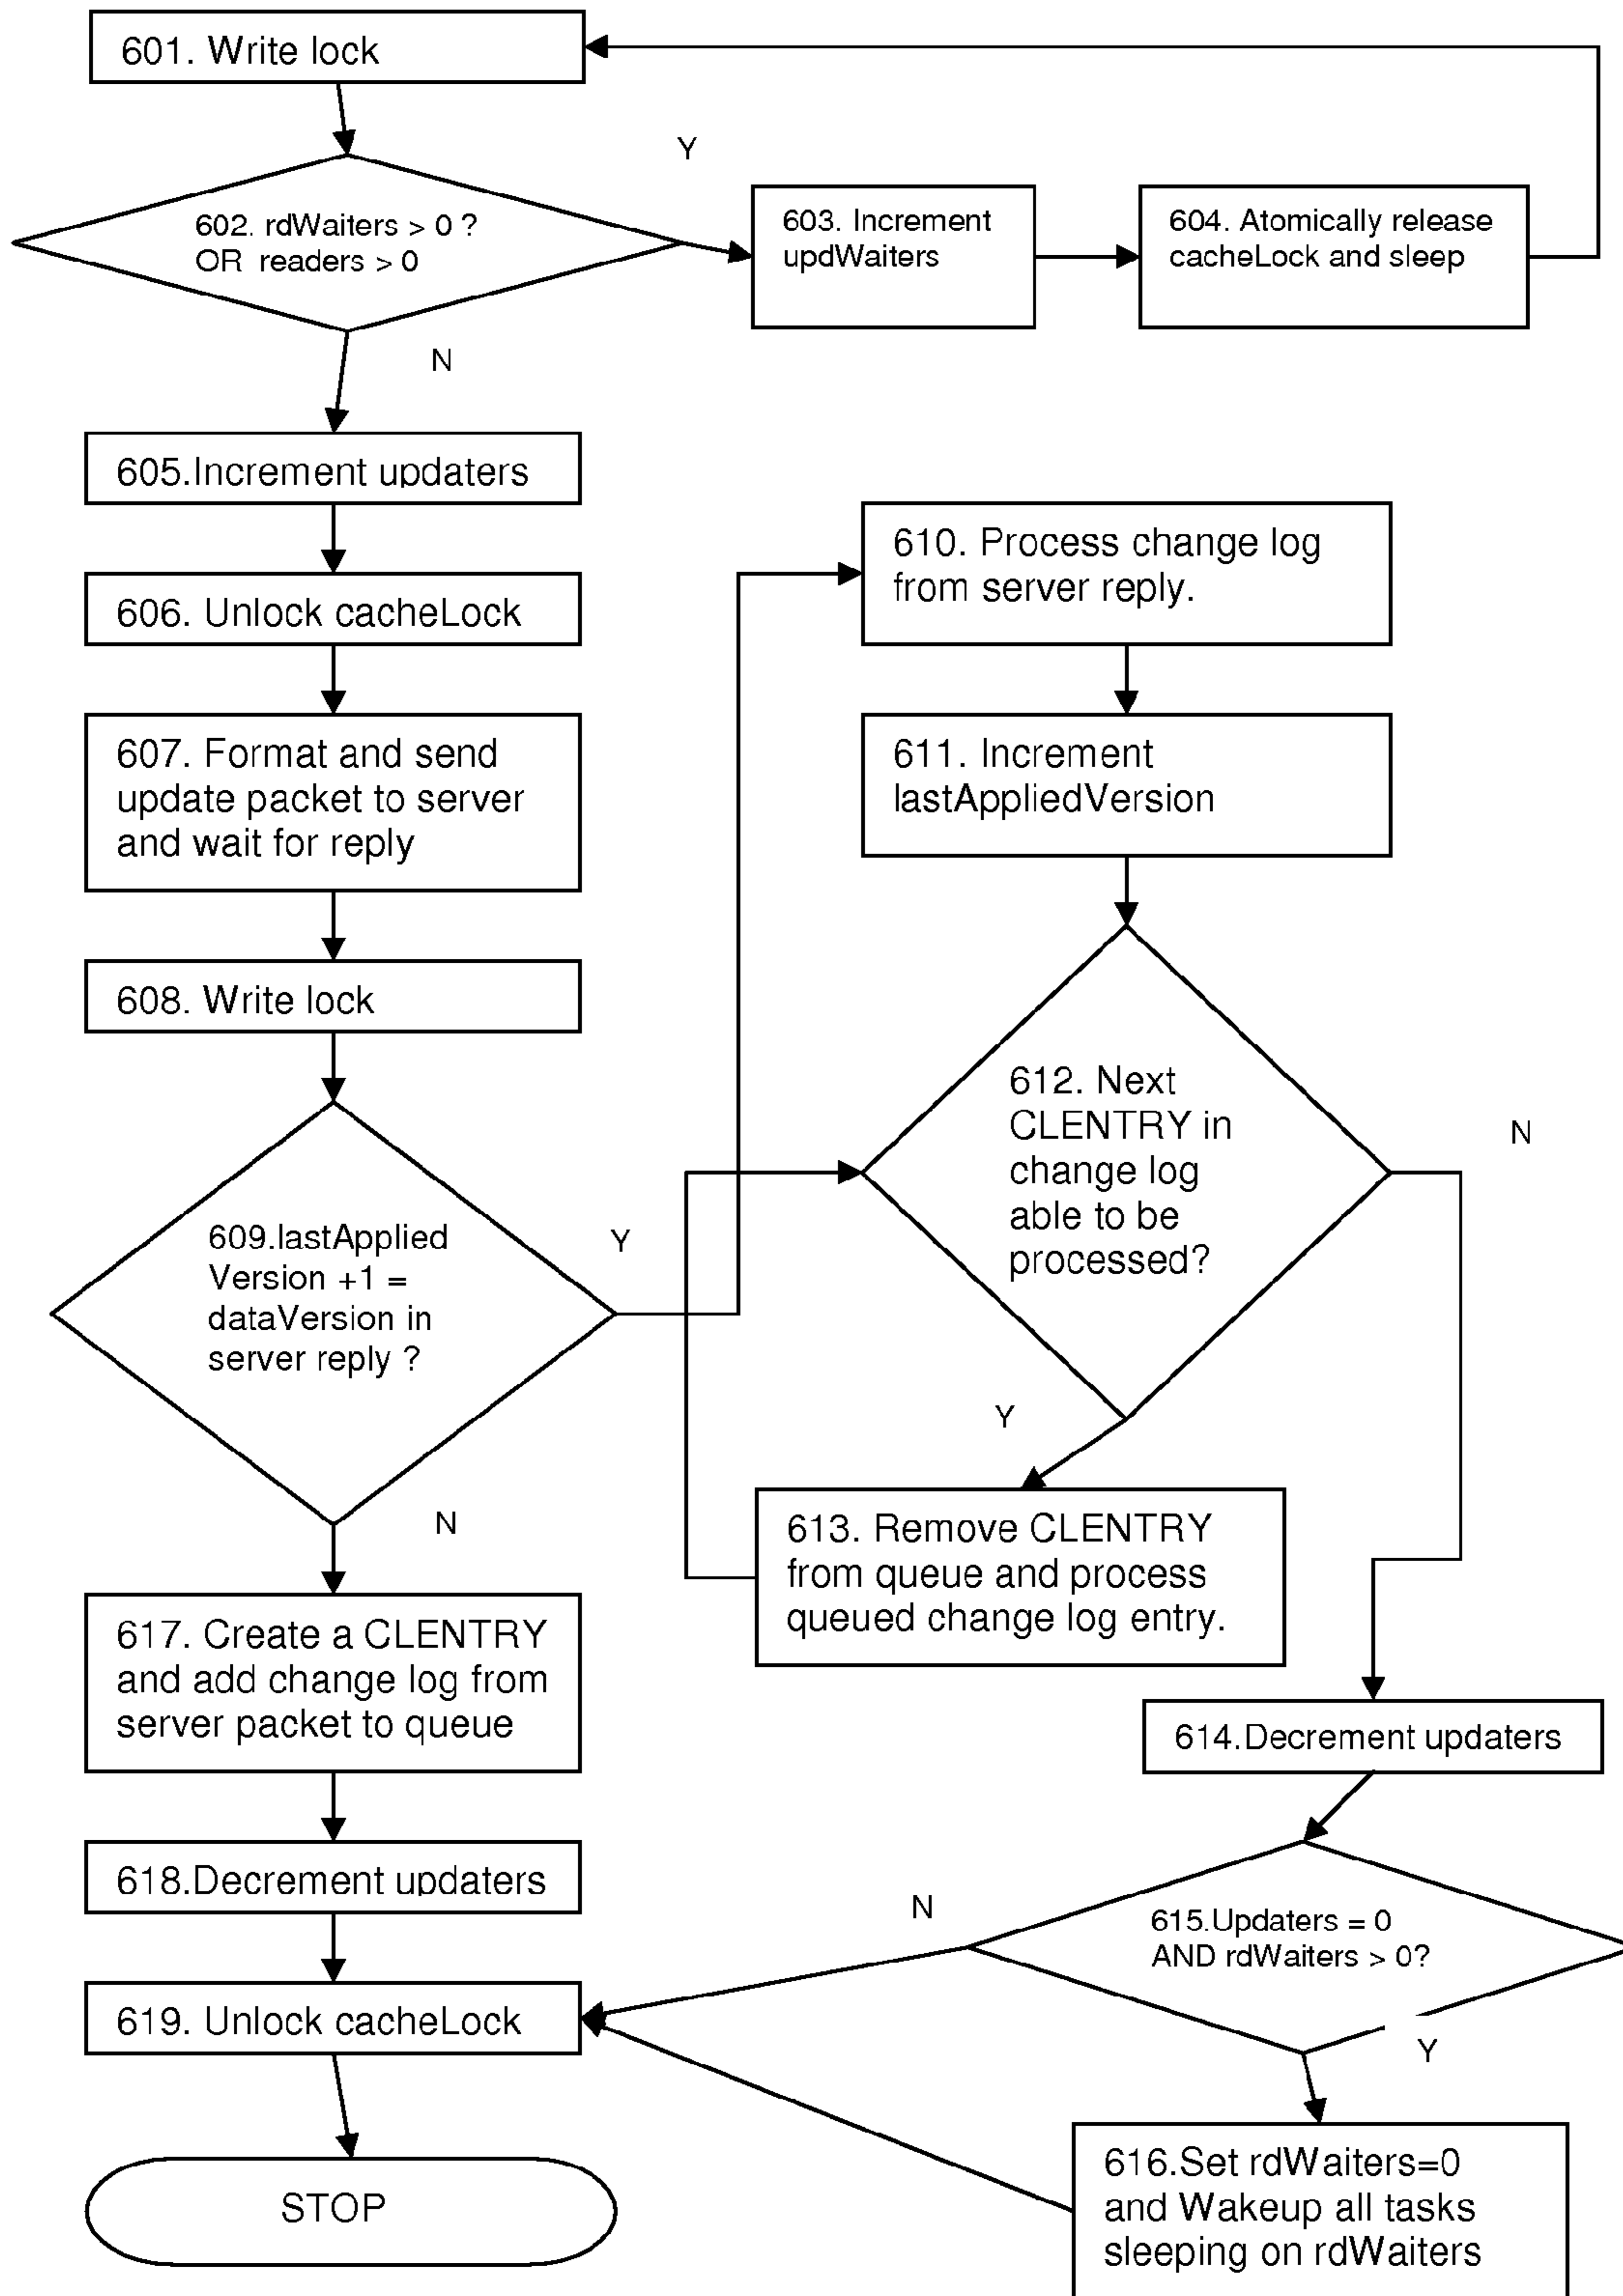 601. Write lock
Y
602. rdWaiters > 0 ?
OR readers > 0
603. Increment
updWaiters
604. Atomically release
cacheLock and sleep
N
605.Increment updaters
606. Unlock cacheLock
607. Format and send
update packet to server
and wait for reply
608. Write lock
609.lastApplied
Version +1 =
dataVersion in
server reply ?
Y
N
610. Process change log
from server reply.
611. Increment
lastAppliedVersion
612. Next
CLENTRY in
change log
able to be
processed?
N
Y
613. Remove CLENTRY
from queue and process
queued change log entry.
614.Decrement updaters
615.Updaters = 0
AND rdWaiters > 0?
N
Y
616.Set rdWaiters=0
and Wakeup all tasks
sleeping on rdWaiters
617. Create a CLENTRY
and add change log from
server packet to queue
618.Decrement updaters
619. Unlock cacheLock
STOP